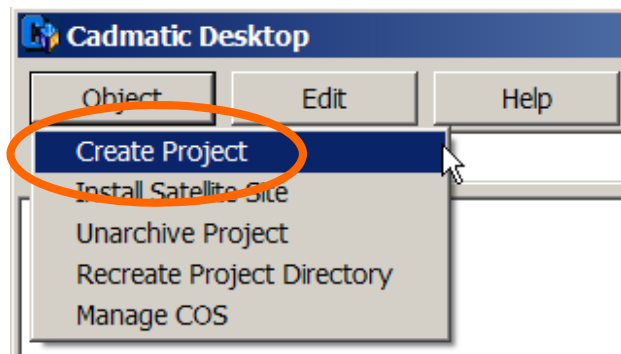 Cadmatic Desktop
Object Edit Help
Create Project
Install Satellite Site
Unarchive Project
Recreate Project Directory
Manage COS